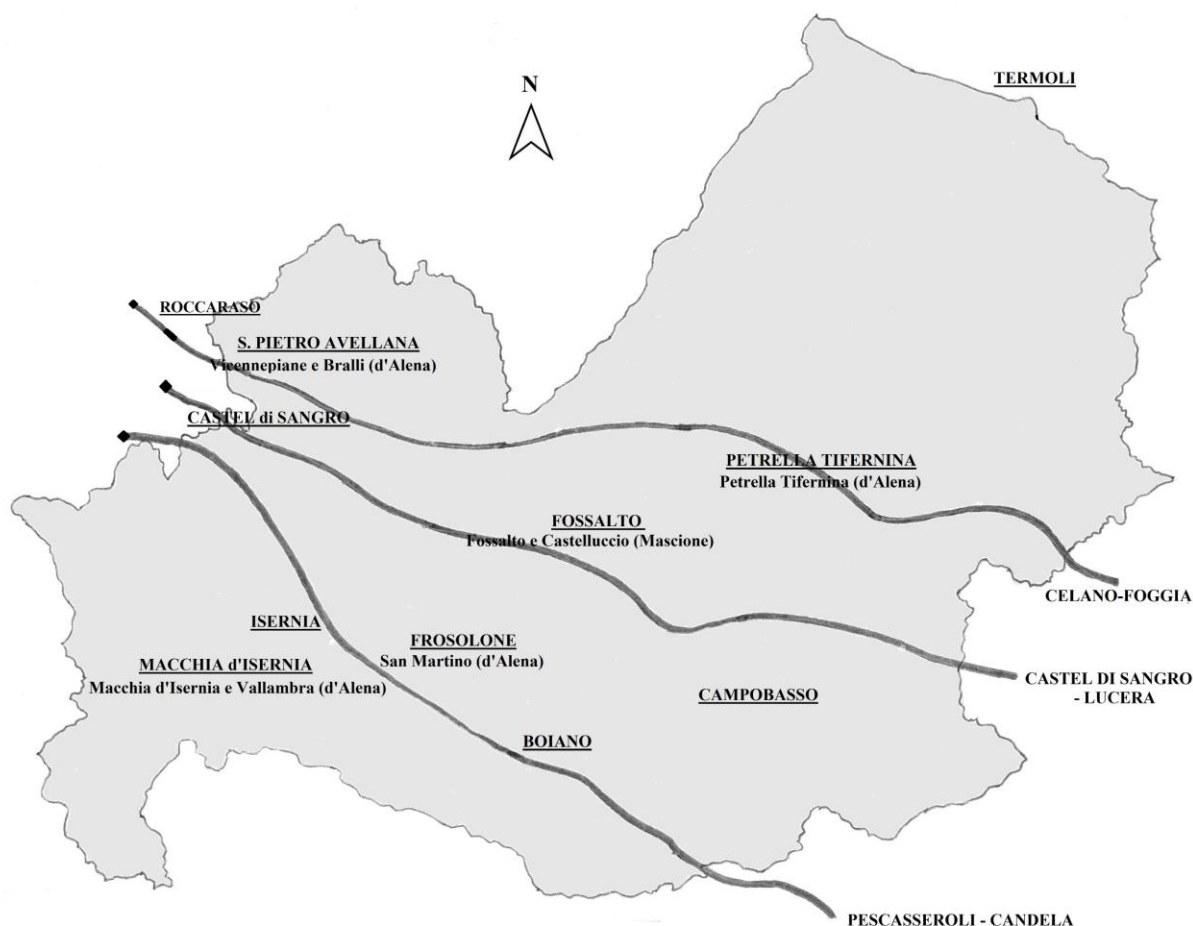 TERMOLI
N
ROCCARASO
S. PIETRO AVELLANA
Vicennepiane e Bralli (d'Alena)
CASTEL di SANGRO
PETRELLA TIFERNINA
Petrella Tifernina (d'Alena)
FOSSALTO
Fossalto e Castelluccio (Mascione)
CELANO-FOGGIA
ISERNIA
FROSOLONE
San Martino (d'Alena)
MACCHIA d'ISERNIA
Macchia d'Isernia e Vallambra (d'Alena)
CAMPOBASSO
CASTEL DI SANGRO
- LUCERA
BOIANO
PESCASSEROLI - CANDELA